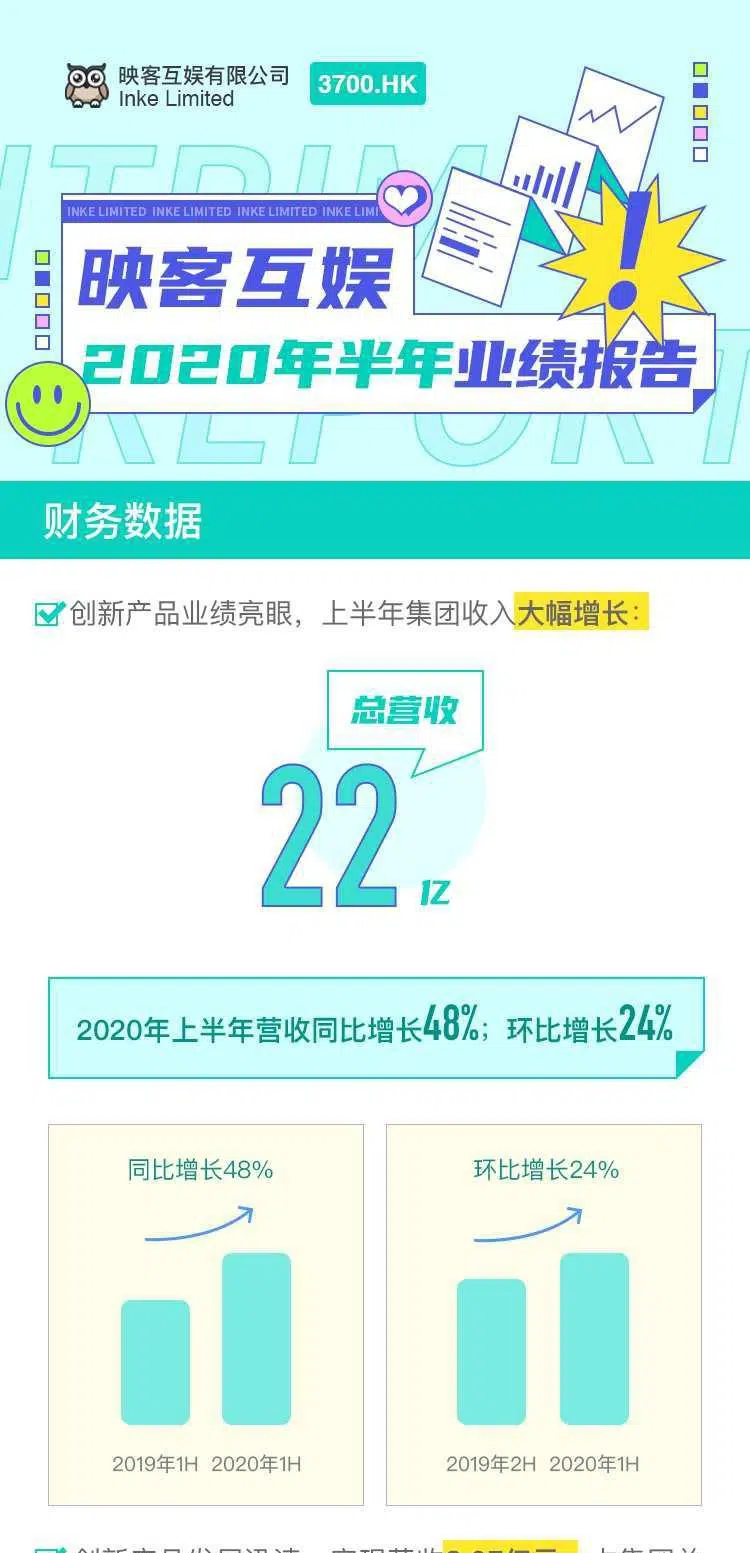 映客互娱有限公司
Inke Limited
3700.HK
INTRIM
INKE LIMITED INKE LIMITED INKE LIMITED INKE LIMI
映客互娱
2020年半年业绩报告
REPORT
财务数据
创新产品业绩亮眼，上半年集团收入大幅增长：
总营收
22亿
2020年上半年营收同比增长48%；环比增长24%
同比增长48%
环比增长24%
2019年1H 2020年1H
2019年2H 2020年1H